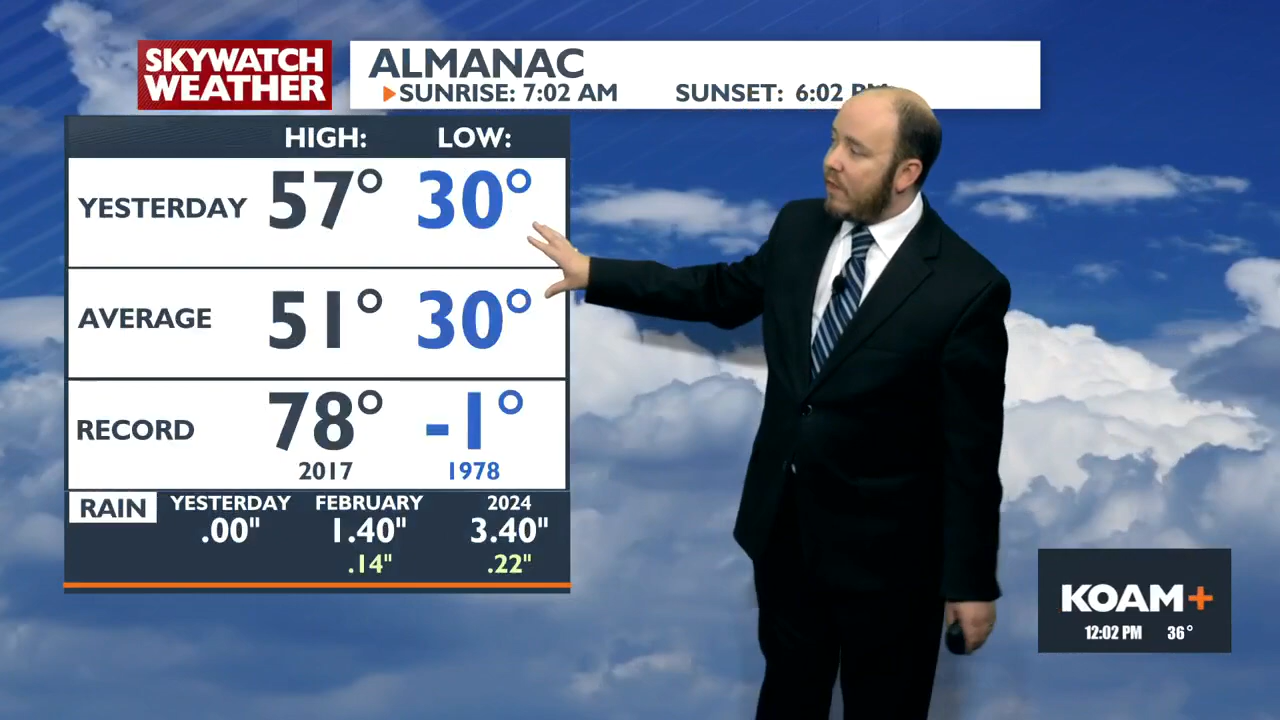 SKYWATCH
WEATHER
ALMANAC
SUNRISE: 7:02 AM SUNSET: 6:02 PM
HIGH: LOW:
YESTERDAY 57° 30°
AVERAGE 51° 30°
RECORD 78° -1°
2017 1978
RAIN YESTERDAY FEBRUARY 2024
.00" 1.40" 3.40"
.14" .22"
KOAM+
12:02 PM 36°